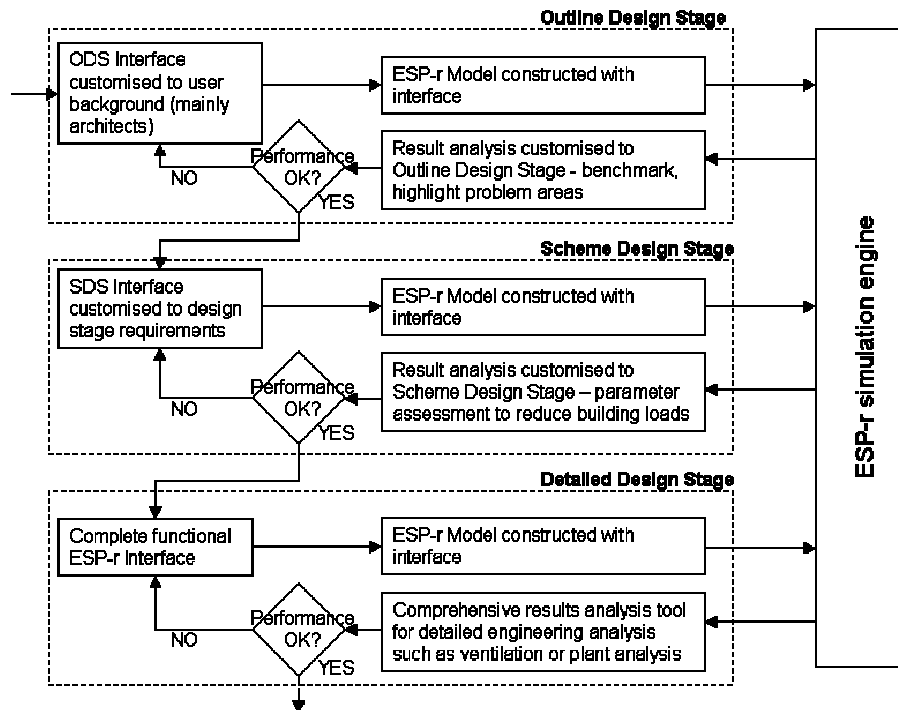 Outline Design Stage
ODS Interface
customised to user
background (mainly
architects)
ESP-r Model constructed with
interface
Result analysis customised to
Outline Design Stage - benchmark,
highlight problem areas
Performance
OK?
NO
YES
Scheme Design Stage
SDS Interface
customised to design
stage requirements
ESP-r Model constructed with
interface
Result analysis customised to
Scheme Design Stage – parameter
assessment to reduce building loads
Performance
OK?
NO
YES
Detailed Design Stage
Complete functional
ESP-r Interface
ESP-r Model constructed with
interface
Comprehensive results analysis tool
for detailed engineering analysis
such as ventilation or plant analysis
Performance
OK?
NO
YES
ESP-r simulation engine